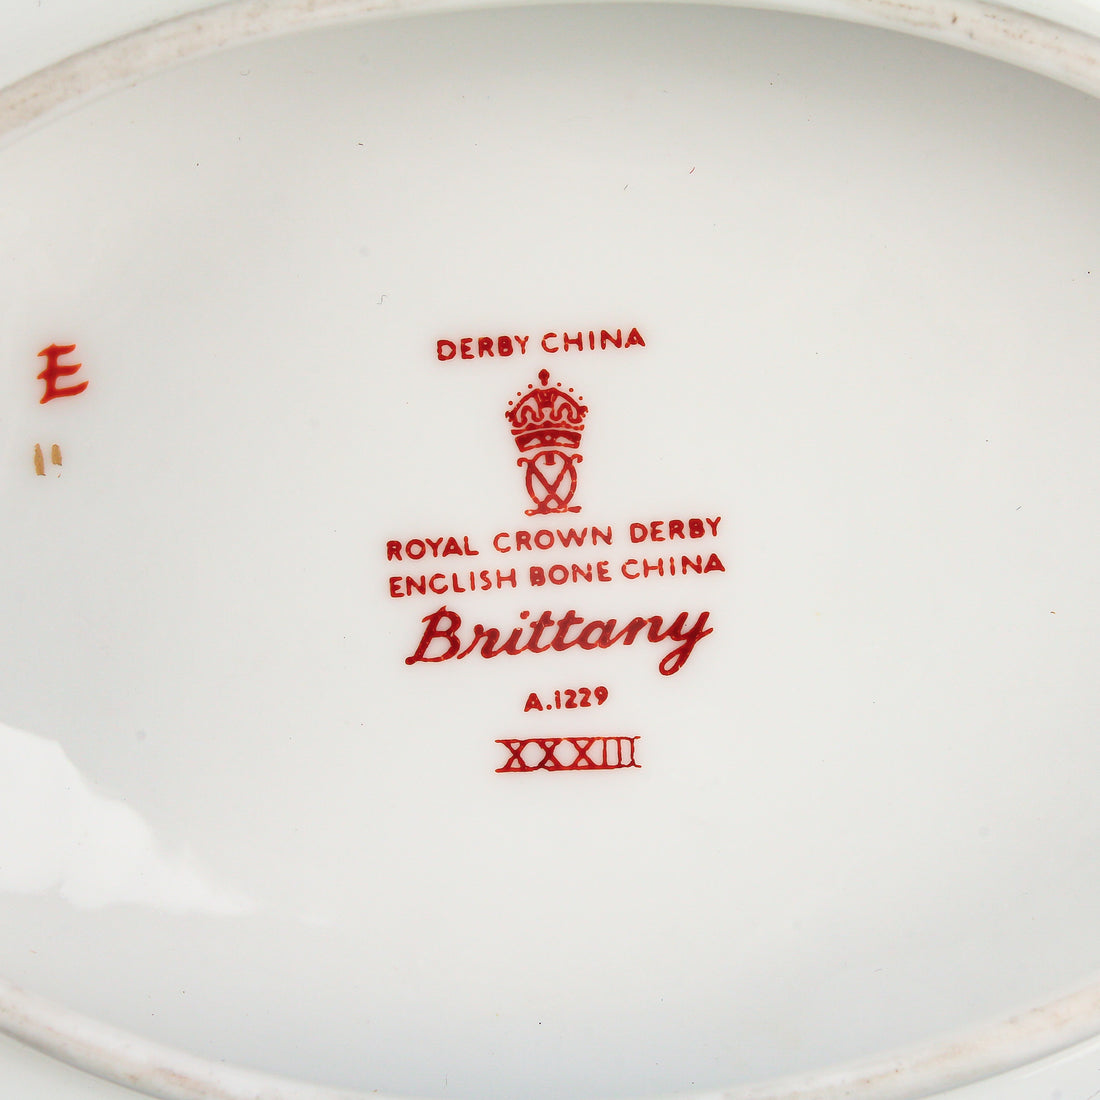 DERBY CHINA
ROYAL CROWN DERBY
ENGLISH BONE CHINA
Brittany
A.1229
XXXIII
E